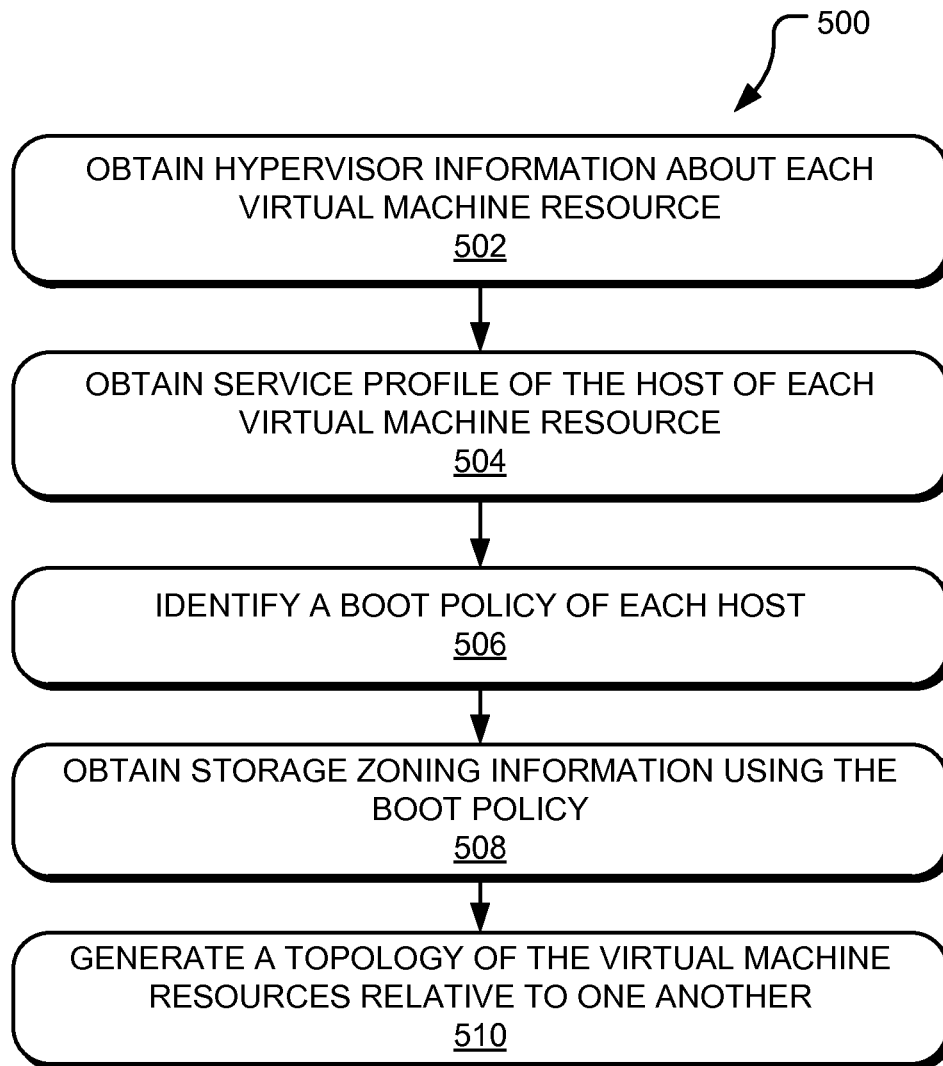 500
OBTAIN HYPERVISOR INFORMATION ABOUT EACH
VIRTUAL MACHINE RESOURCE
502
OBTAIN SERVICE PROFILE OF THE HOST OF EACH
VIRTUAL MACHINE RESOURCE
504
IDENTIFY A BOOT POLICY OF EACH HOST
506
OBTAIN STORAGE ZONING INFORMATION USING THE
BOOT POLICY
508
GENERATE A TOPOLOGY OF THE VIRTUAL MACHINE
RESOURCES RELATIVE TO ONE ANOTHER
510